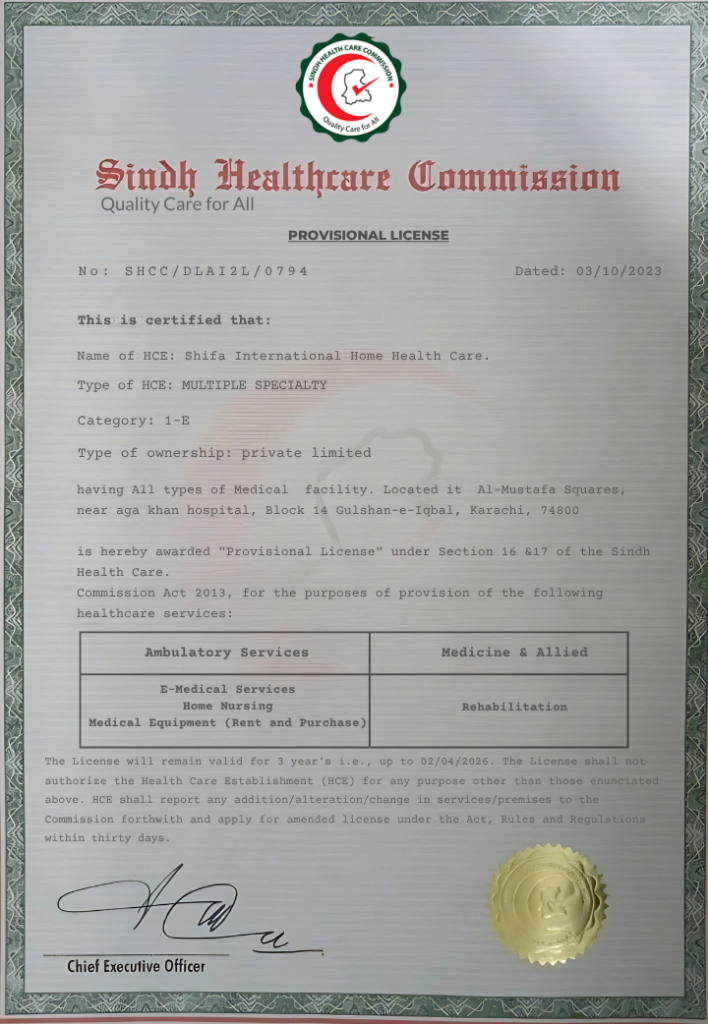 SINDH HEALTH CARE COMMISSION
Quality Care for All
Sindh Healthcare Commission
Quality Care for All
PROVISIONAL LICENSE
No: SHCC/DLAI2L/0794 Dated: 03/10/2023
This is certified that:
Name of HCE: Shifa International Home Health Care.
Type of HCE: MULTIPLE SPECIALTY
Category: 1-E
Type of ownership: private limited
having All types of Medical facility. Located it Al-Mustafa Squares,
near aga khan hospital, Block 14 Gulshan-e-Iqbal, Karachi, 74800
is hereby awarded "Provisional License" under Section 16 &17 of the Sindh
Health Care.
Commission Act 2013, for the purposes of provision of the following
healthcare services:
Ambulatory Services Medicine & Allied
E-Medical Services
Home Nursing
Medical Equipment (Rent and Purchase)
Rehabilitation
The License will remain valid for 3 year's i.e., up to 02/04/2026. The License shall not
authorize the Health Care Establishment (HCE) for any purpose other than those enunciated
above. HCE shall report any addition/alteration/change in services/premises to the
Commission forthwith and apply for amended license under the Act, Rules and Regulations
within thirty days.
Chief Executive Officer